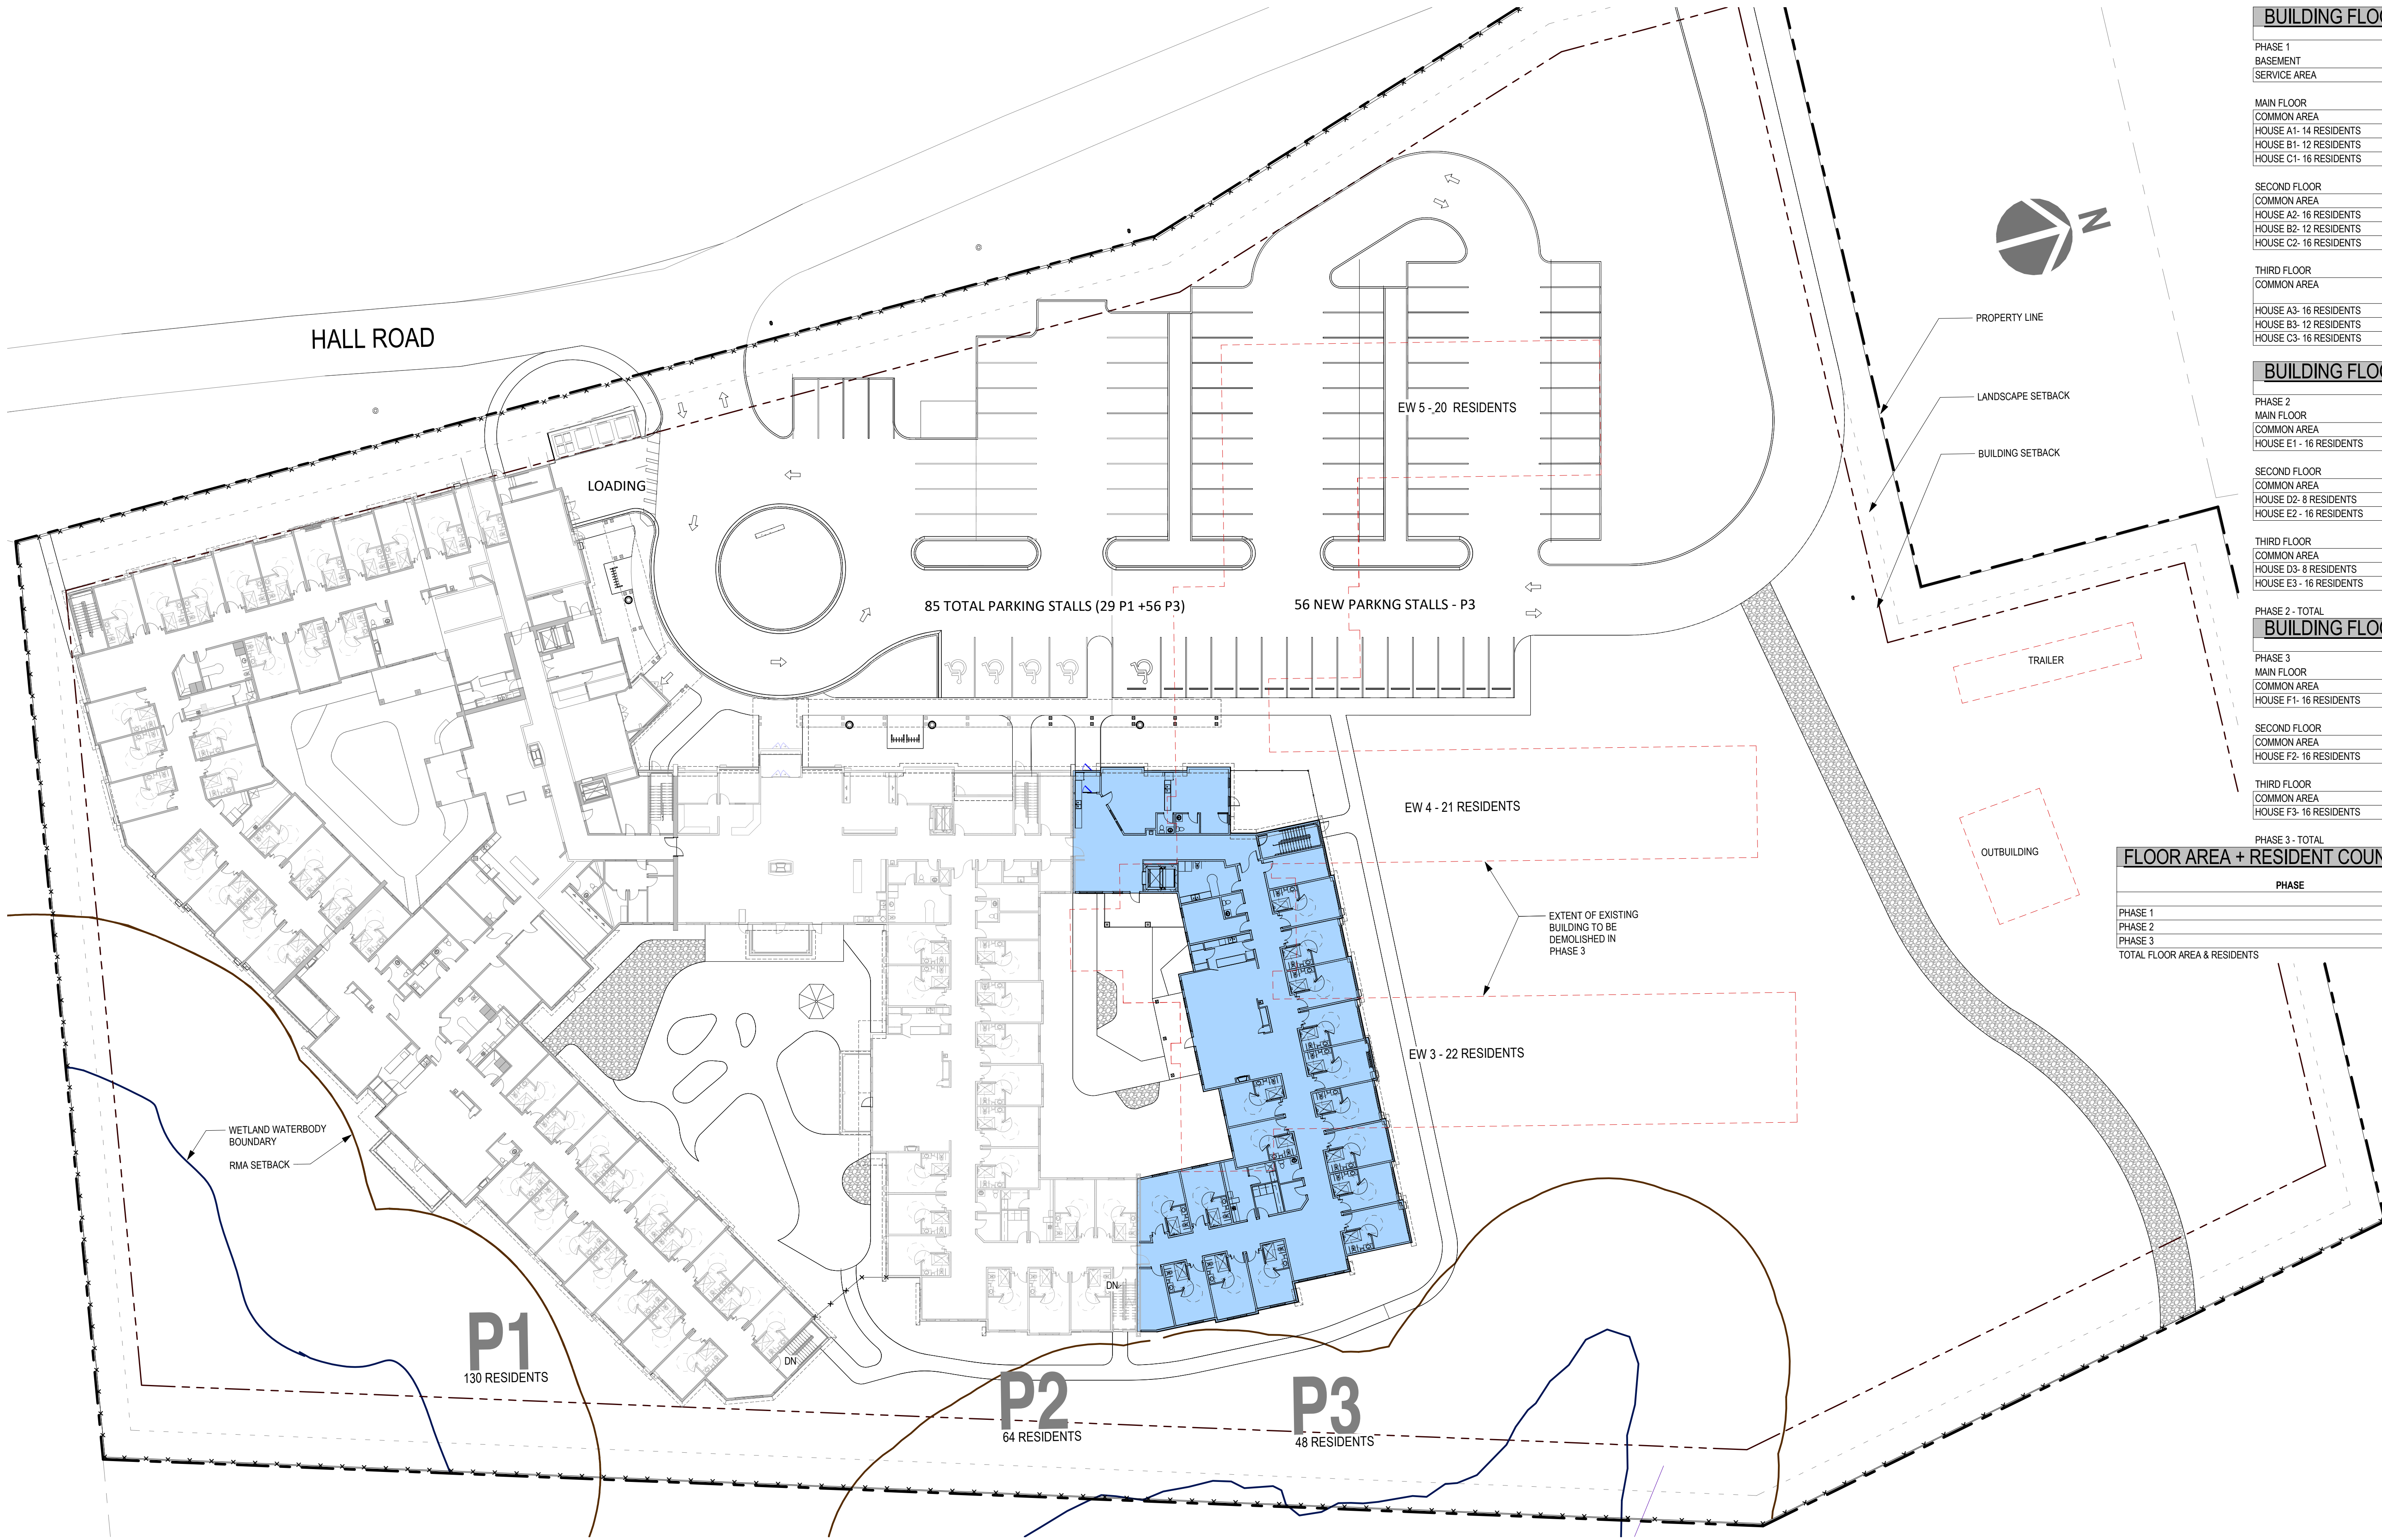 HALL ROAD
LOADING
EW 5 - 20 RESIDENTS
85 TOTAL PARKING STALLS (29 P1 +56 P3)
56 NEW PARKNG STALLS - P3
N
PROPERTY LINE
LANDSCAPE SETBACK
BUILDING SETBACK
TRAILER
OUTBUILDING
EW 4 - 21 RESIDENTS
EXTENT OF EXISTING
BUILDING TO BE
DEMOLISHED IN
PHASE 3
EW 3 - 22 RESIDENTS
WETLAND WATERBODY
BOUNDARY
RMA SETBACK
DN
DN
P1
130 RESIDENTS
P2
64 RESIDENTS
P3
48 RESIDENTS
BUILDING FLOO
PHASE 1
BASEMENT
SERVICE AREA
MAIN FLOOR
COMMON AREA
HOUSE A1- 14 RESIDENTS
HOUSE B1- 12 RESIDENTS
HOUSE C1- 16 RESIDENTS
SECOND FLOOR
COMMON AREA
HOUSE A2- 16 RESIDENTS
HOUSE B2- 12 RESIDENTS
HOUSE C2- 16 RESIDENTS
THIRD FLOOR
COMMON AREA
HOUSE A3- 16 RESIDENTS
HOUSE B3- 12 RESIDENTS
HOUSE C3- 16 RESIDENTS
BUILDING FLOO
PHASE 2
MAIN FLOOR
COMMON AREA
HOUSE E1 - 16 RESIDENTS
SECOND FLOOR
COMMON AREA
HOUSE D2- 8 RESIDENTS
HOUSE E2 - 16 RESIDENTS
THIRD FLOOR
COMMON AREA
HOUSE D3- 8 RESIDENTS
HOUSE E3 - 16 RESIDENTS
PHASE 2 - TOTAL
BUILDING FLOO
PHASE 3
MAIN FLOOR
COMMON AREA
HOUSE F1- 16 RESIDENTS
SECOND FLOOR
COMMON AREA
HOUSE F2- 16 RESIDENTS
THIRD FLOOR
COMMON AREA
HOUSE F3- 16 RESIDENTS
PHASE 3 - TOTAL
FLOOR AREA + RESIDENT COUN
PHASE
PHASE 1
PHASE 2
PHASE 3
TOTAL FLOOR AREA & RESIDENTS